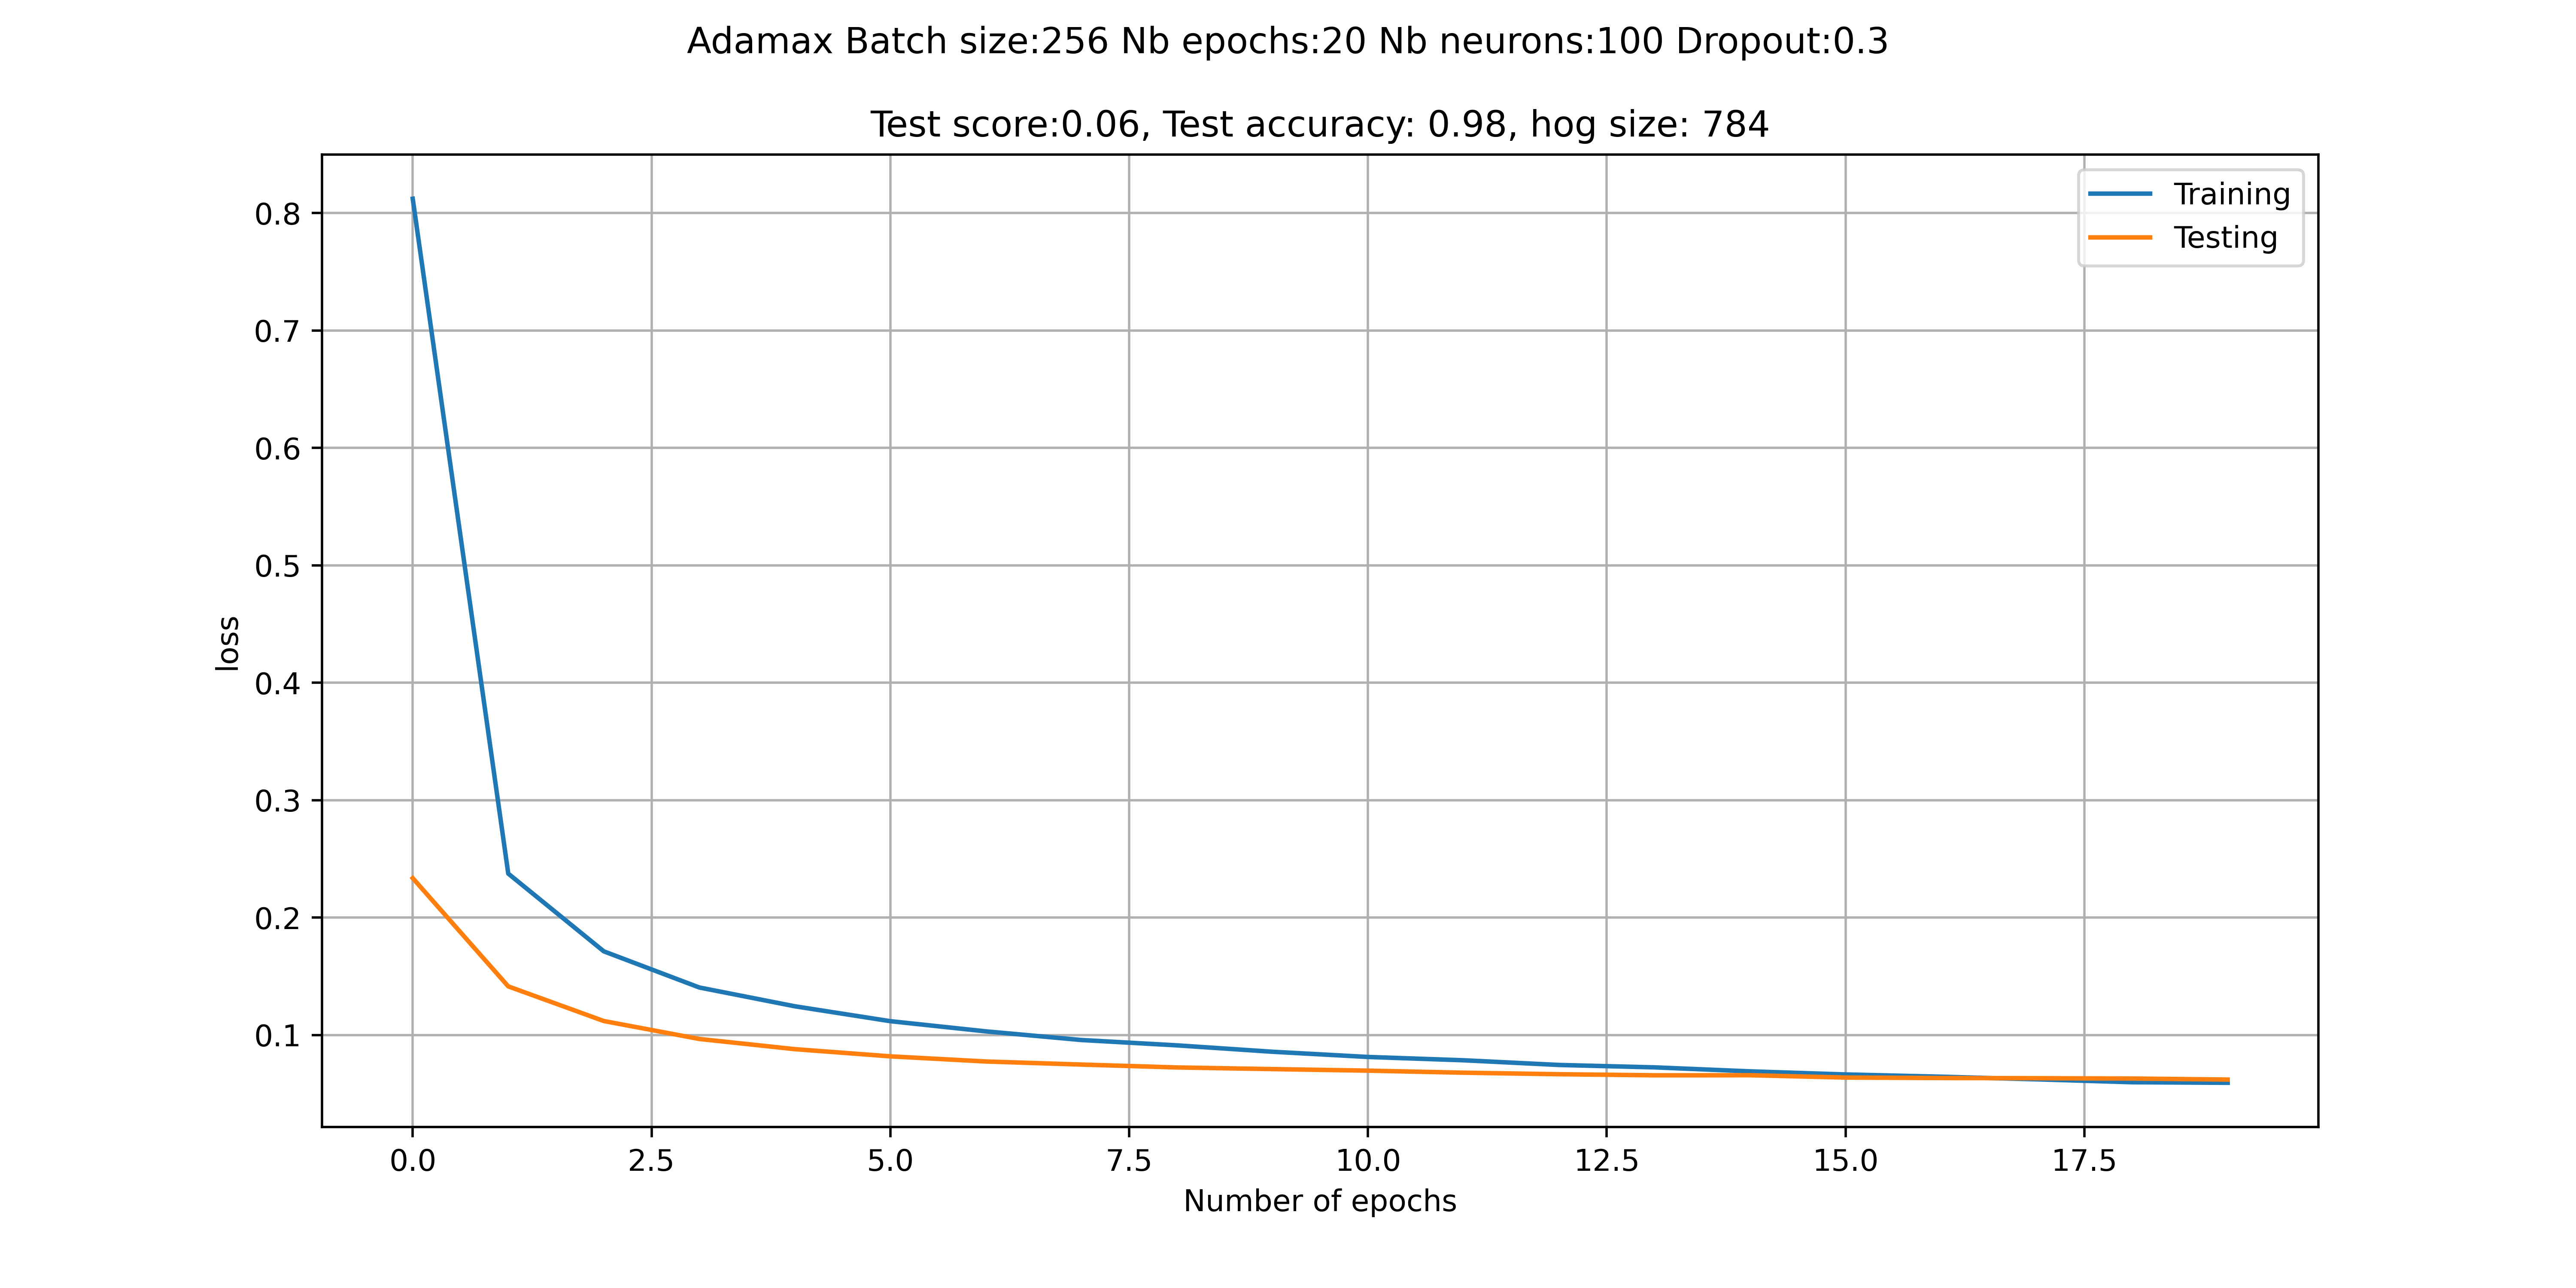 Adamax Batch size:256 Nb epochs:20 Nb neurons:100 Dropout:0.3
Test score:0.06, Test accuracy: 0.98, hog size: 784
Training
Testing
0.8
0.7
0.6
0.5
0.4
0.3
0.2
0.1
loss
0.0 2.5 5.0 7.5 10.0 12.5 15.0 17.5
Number of epochs